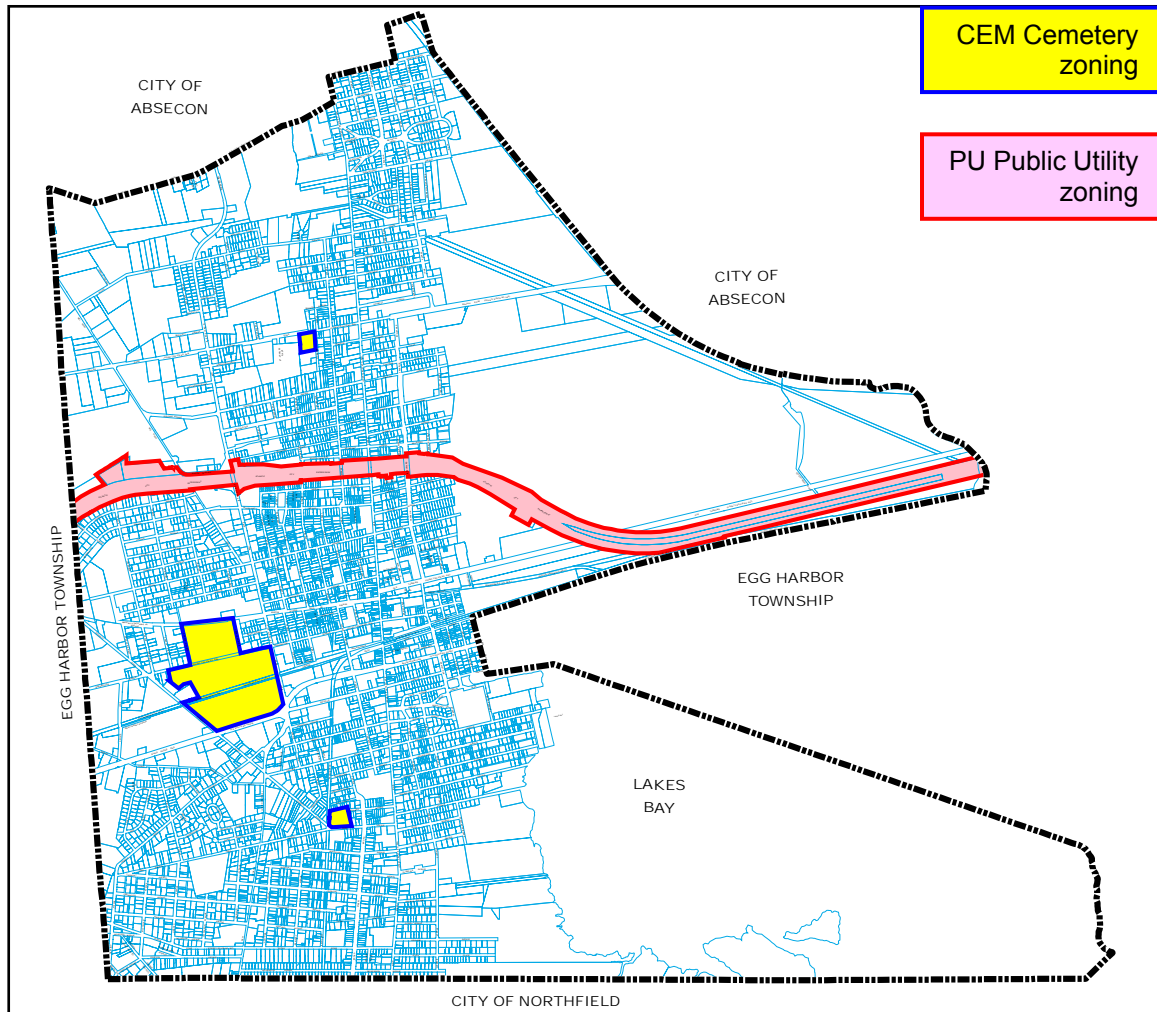 CEM Cemetery
zoning
PU Public Utility
zoning
CITY OF
ABSECON
CITY OF
ABSECON
EGG HARBOR
TOWNSHIP
EGG HARBOR TOWNSHIP
LAKES
BAY
CITY OF NORTHFIELD